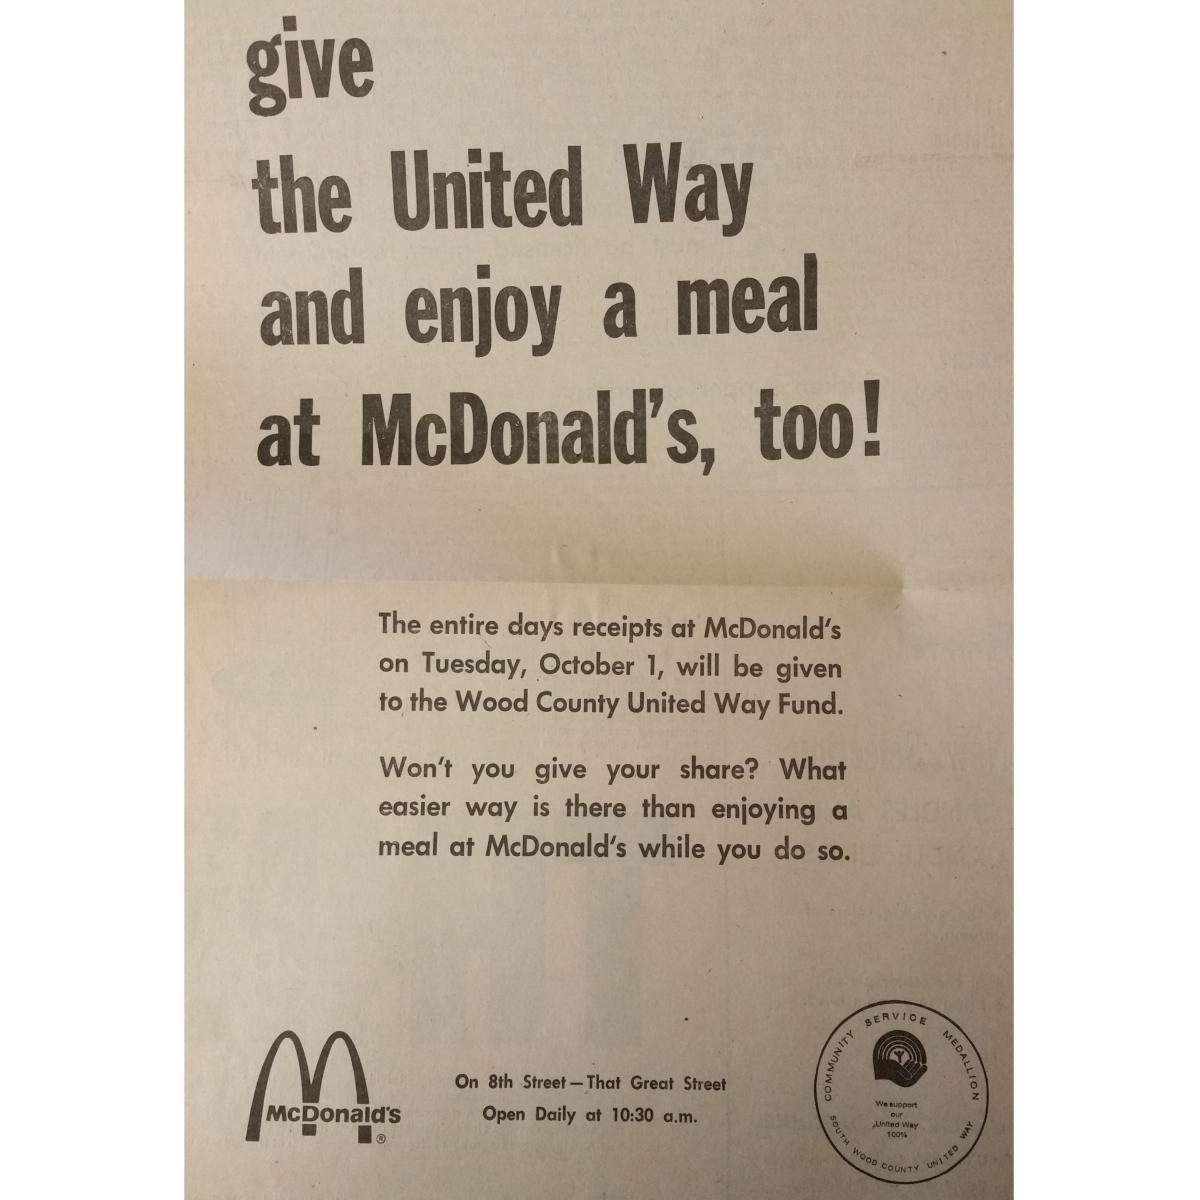 give
the United Way
and enjoy a meal
at McDonald's, too!
The entire days receipts at McDonald's
on Tuesday, October 1, will be given
to the Wood County United Way Fund.
Won't you give your share? What
easier way is there than enjoying a
meal at McDonald's while you do so.
McDonald's
®
On 8th Street—That Great Street
Open Daily at 10:30 a.m.
COMMUNITY SERVICE MEDALLION
We support
our
United Way
100%
SOUTH WOOD COUNTY UNITED WAY